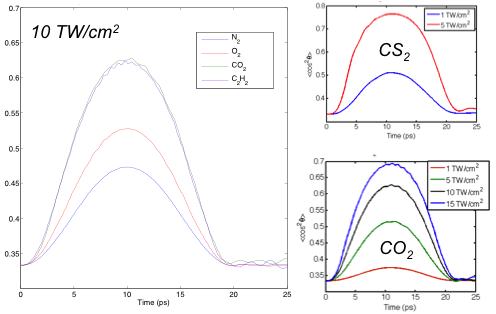 10 TW/cm²
N₂
O₂
CO₂
C₂H₂
0.7
0.65
0.6
0.55
0.5
0.45
0.4
0.35
0
5
10
15
20
25
Time (ps)
CS₂
1 TW/cm²
5 TW/cm²
<cos²θ>
0.8
0.7
0.6
0.5
0.4
0
5
10
15
20
25
Time (ps)
CO₂
1 TW/cm²
5 TW/cm²
10 TW/cm²
15 TW/cm²
<cos²θ>
0.7
0.65
0.6
0.55
0.5
0.45
0.4
0.35
0
5
10
15
20
25
Time (ps)